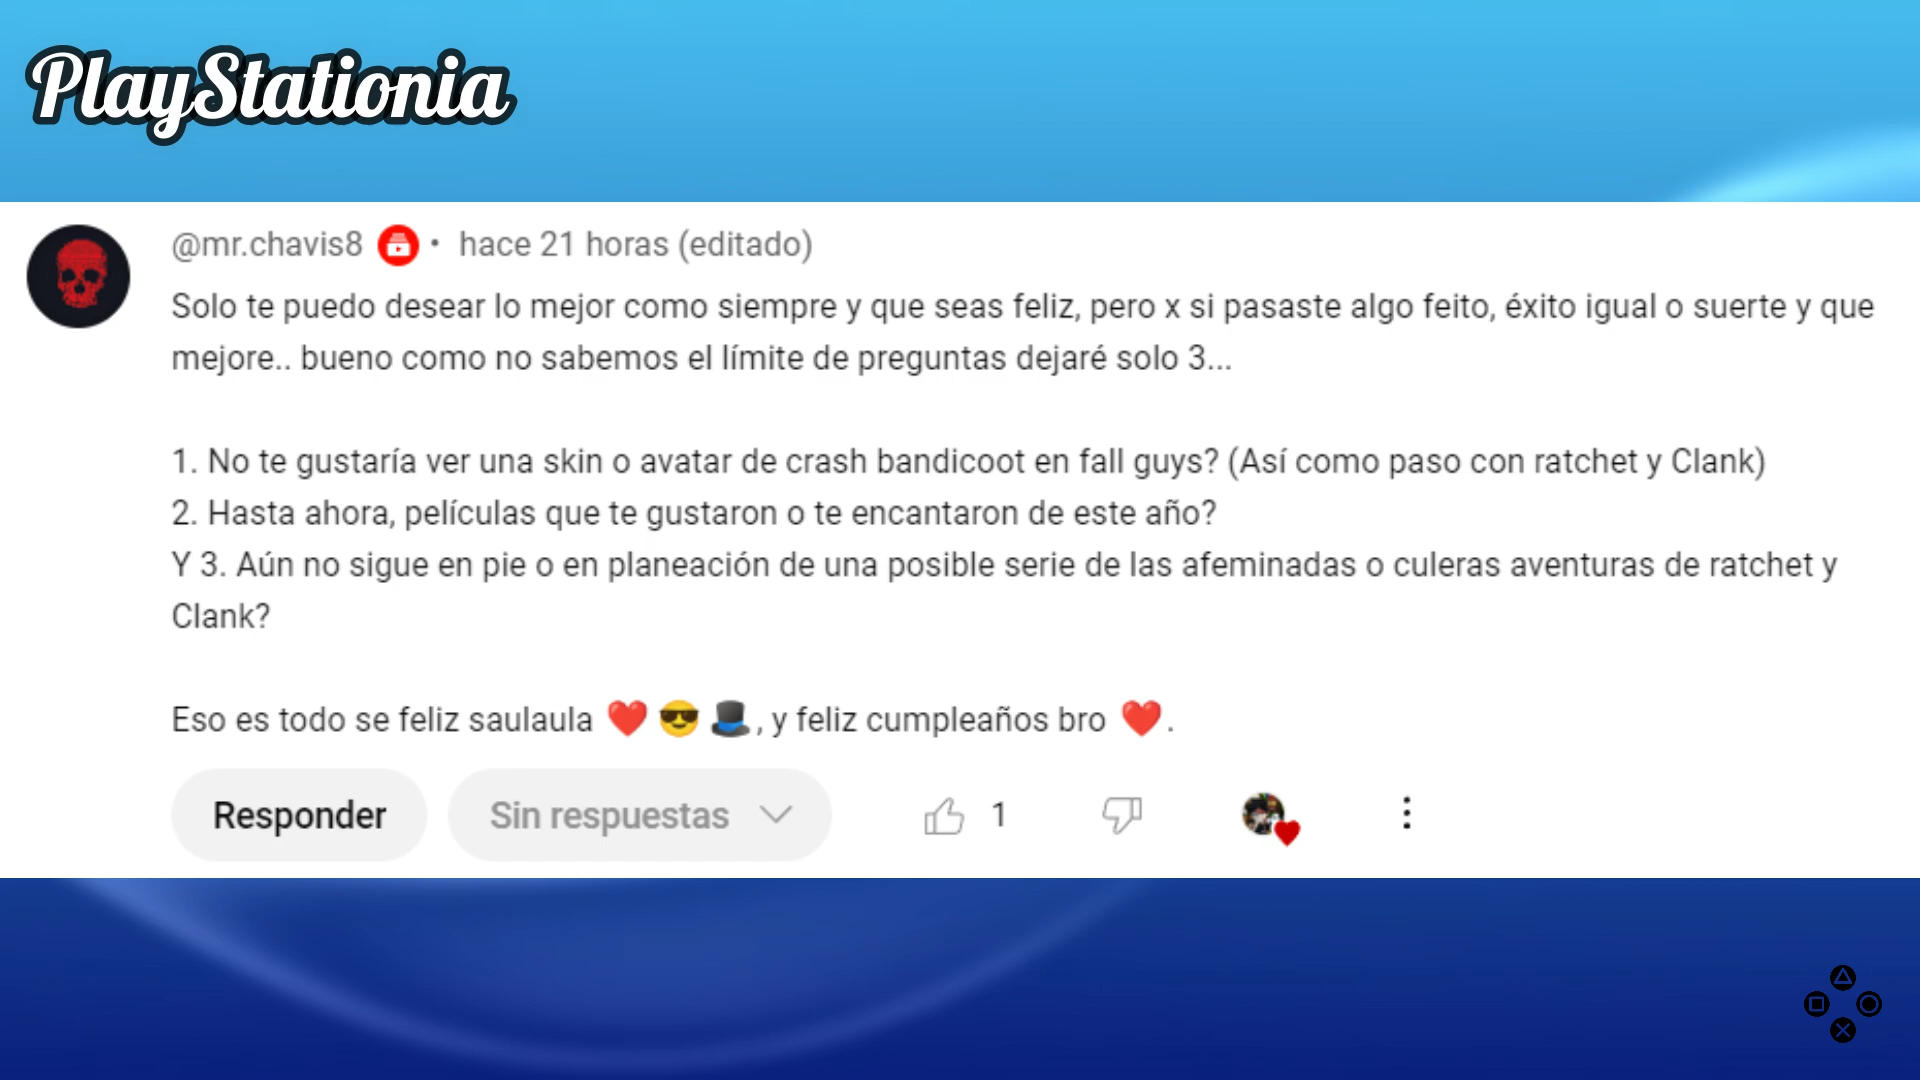 PlayStationia
@mr.chavis8 • hace 21 horas (editado)
Solo te puedo desear lo mejor como siempre y que seas feliz, pero x si pasaste algo feito, éxito igual o suerte y que
mejore.. bueno como no sabemos el límite de preguntas dejaré solo 3...
1. No te gustaría ver una skin o avatar de crash bandicoot en fall guys? (Así como paso con ratchet y Clank)
2. Hasta ahora, películas que te gustaron o te encantaron de este año?
Y 3. Aún no sigue en pie o en planeación de una posible serie de las afeminadas o culeras aventuras de ratchet y
Clank?
Eso es todo se feliz saulaula ❤️ 😎 🎩, y feliz cumpleaños bro ❤️.
Responder Sin respuestas 1